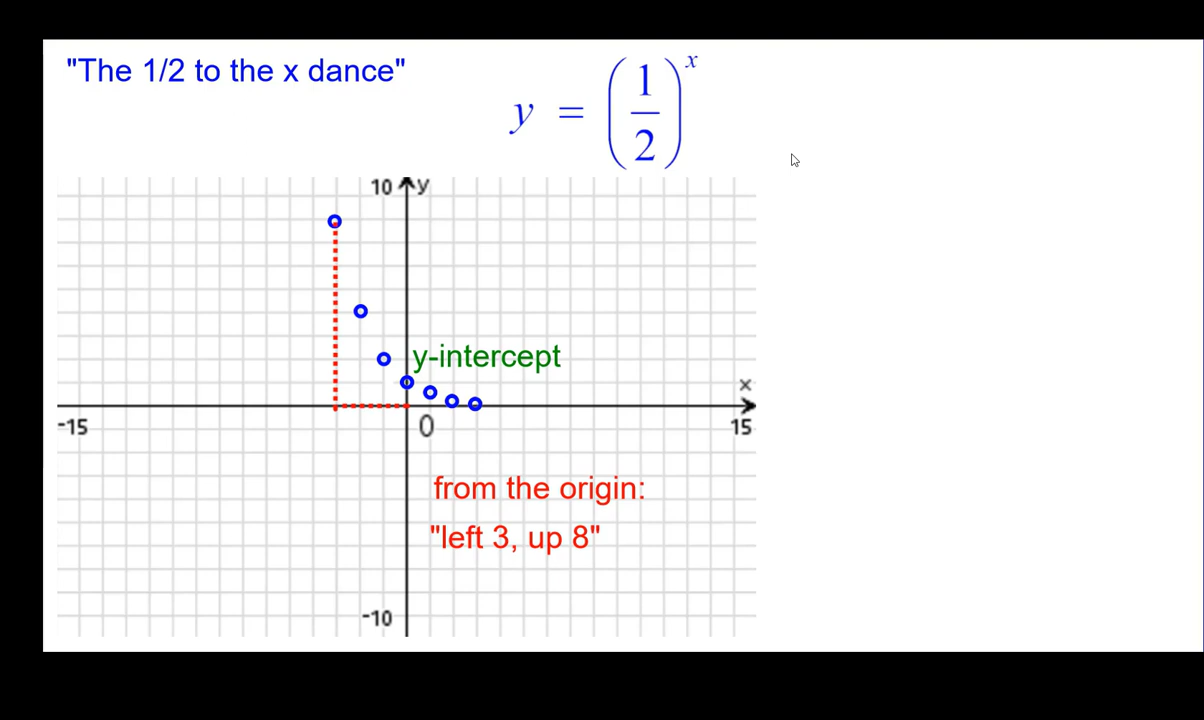 "The 1/2 to the x dance"
y = (1/2)^x
10 y
y-intercept
x
-15 0 15
from the origin:
"left 3, up 8"
-10